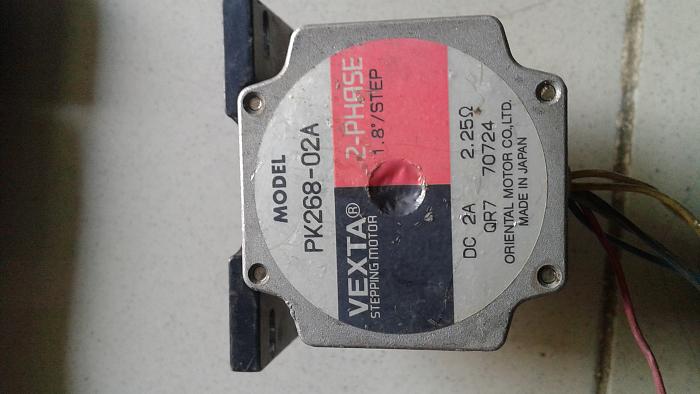 MODEL
PK268-02A
VEXTA® 2-PHASE
STEPPING MOTOR 1.8°/STEP
DC 2A 2.25Ω
QR7 70724
ORIENTAL MOTOR CO.,LTD.
MADE IN JAPAN